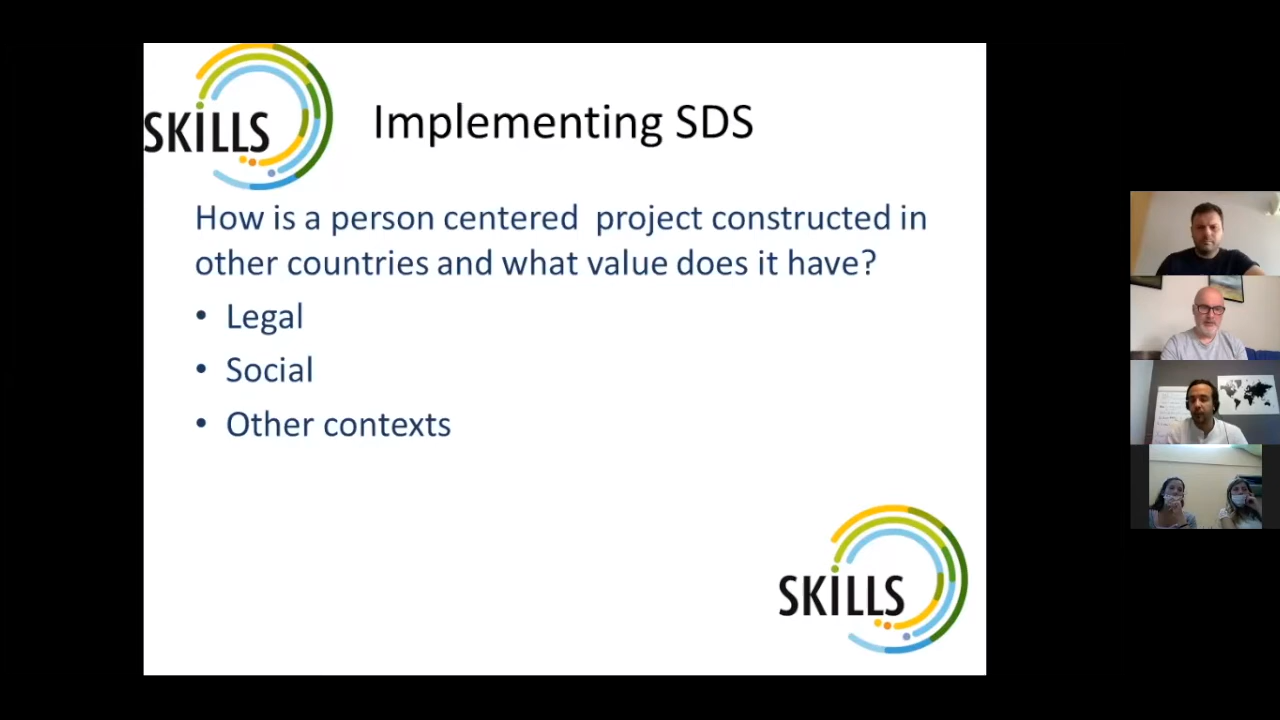 SKILLS
Implementing SDS
How is a person centered project constructed in
other countries and what value does it have?
• Legal
• Social
• Other contexts
SKILLS